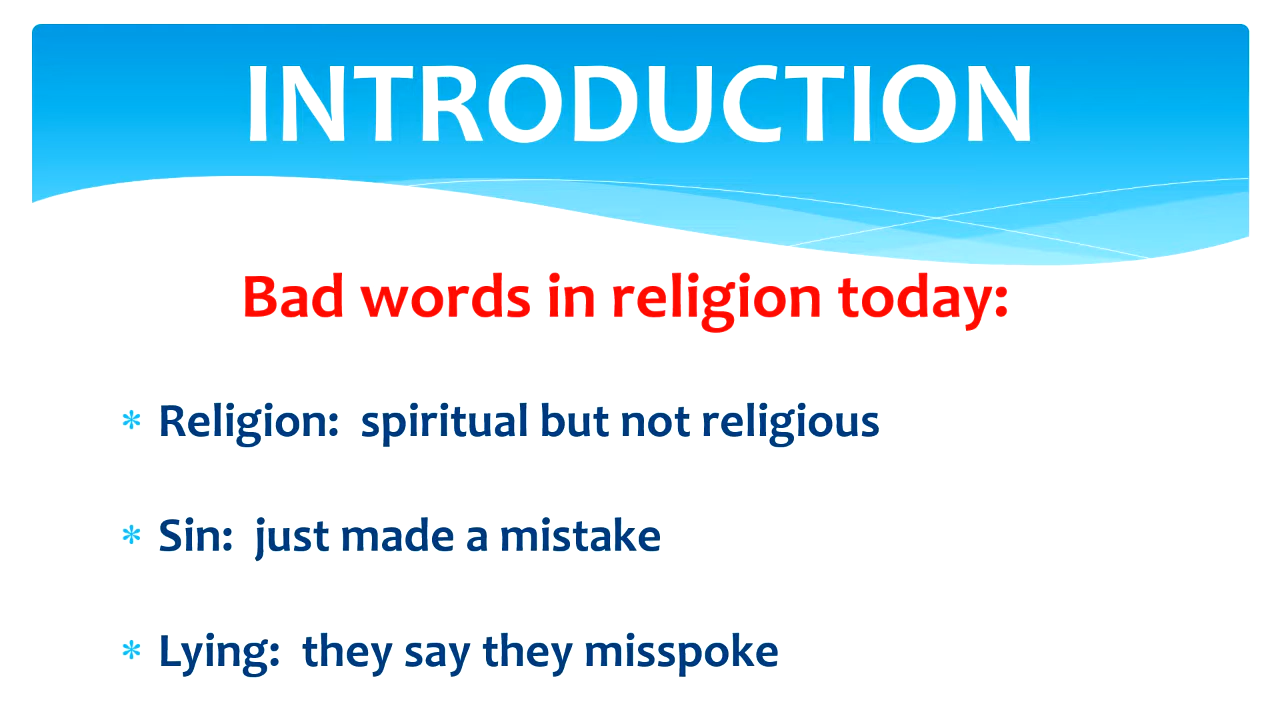 INTRODUCTION
Bad words in religion today:
* Religion:  spiritual but not religious
* Sin:  just made a mistake
* Lying:  they say they misspoke